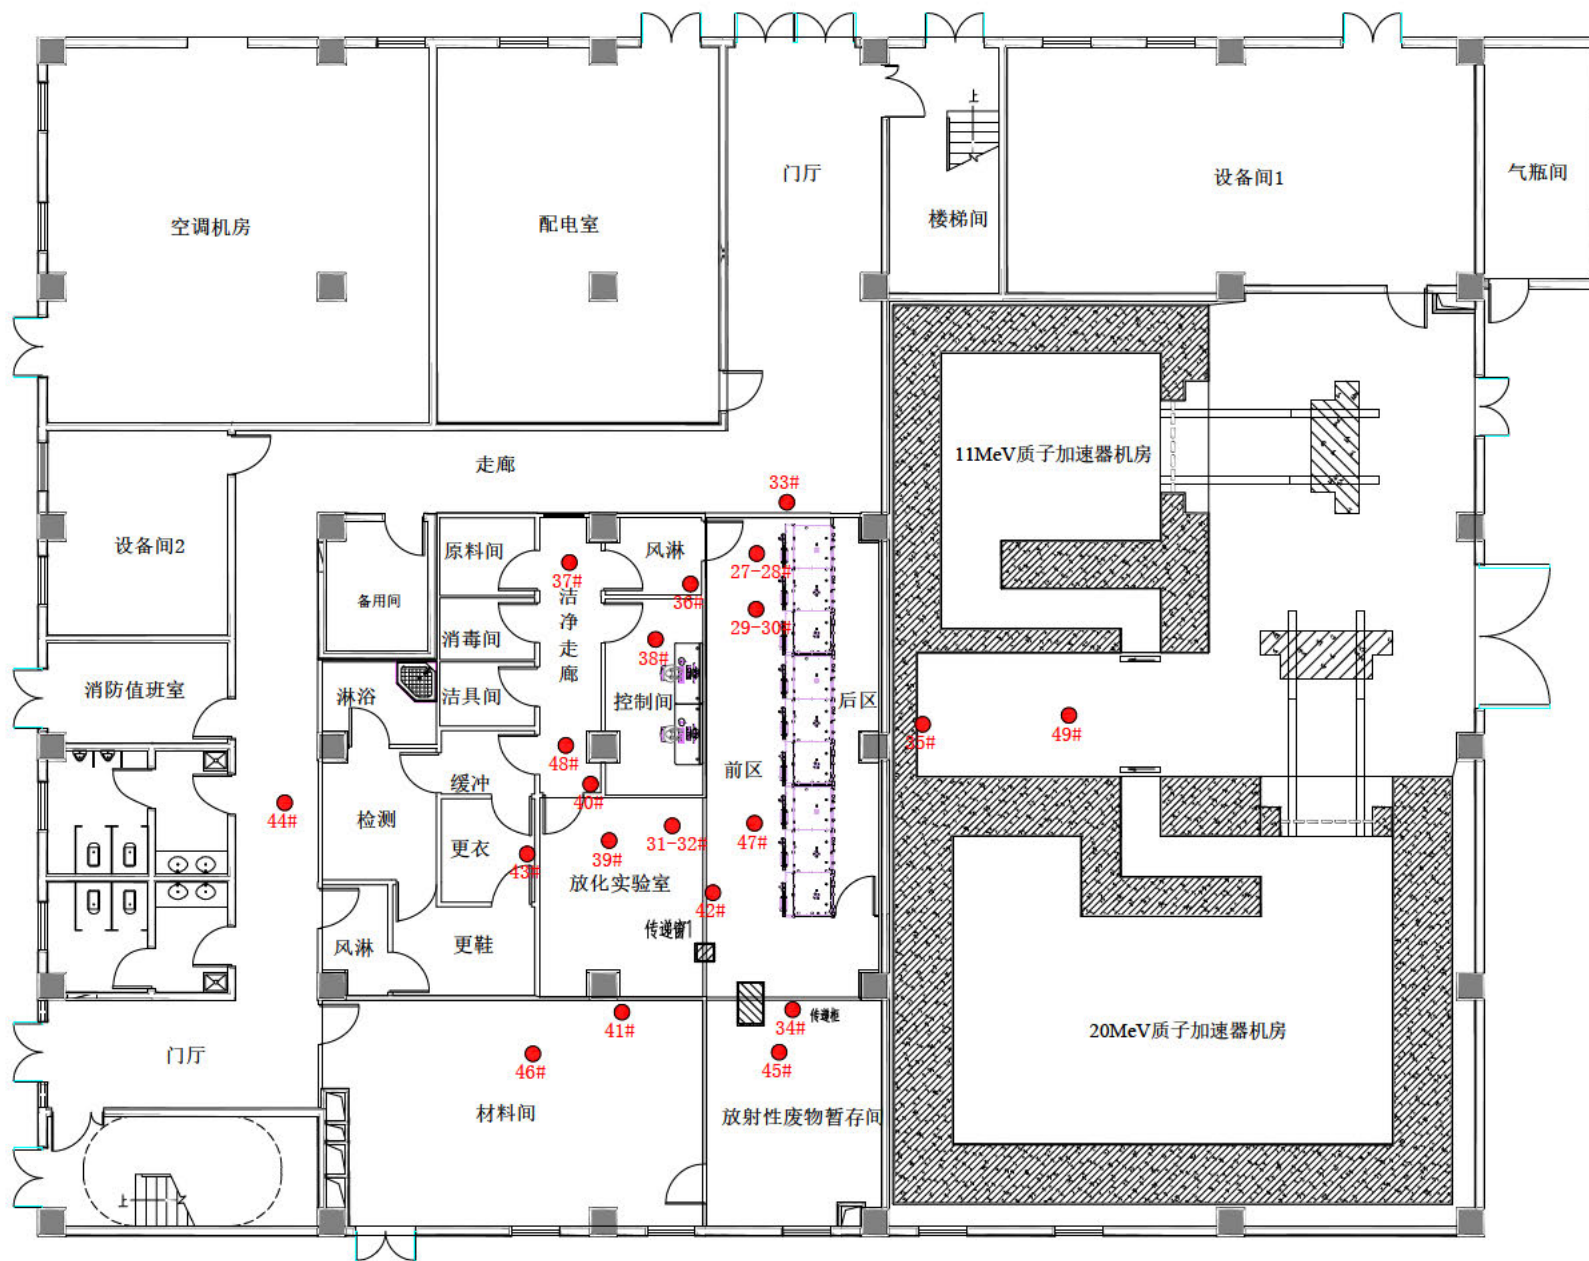 上
门厅
设备间1
气瓶间
空调机房
配电室
楼梯间
11MeV质子加速器机房
走廊
33#
设备间2
原料间
37#
风淋
27-28#
备用间
洁净走廊
36#
29-30#
消毒间
38#
消防值班室
淋浴
洁具间
控制间
后区
35#
49#
48#
前区
缓冲
40#
44#
检测
31-32#
47#
更衣
39#
43#
放化实验室
42#
传递窗1
风淋
更鞋
34#
传递柜
41#
20MeV质子加速器机房
门厅
46#
45#
材料间
放射性废物暂存间
上